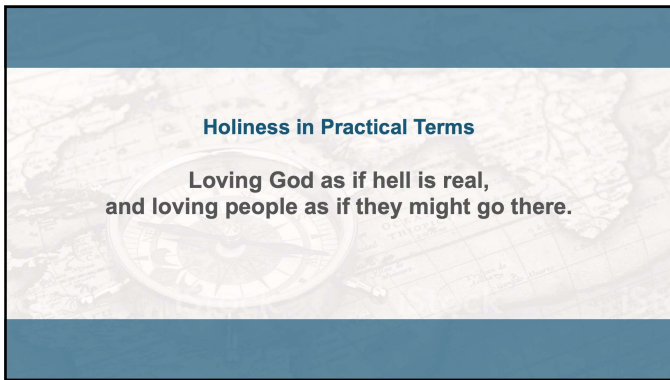 Holiness in Practical Terms
Loving God as if hell is real,
and loving people as if they might go there.